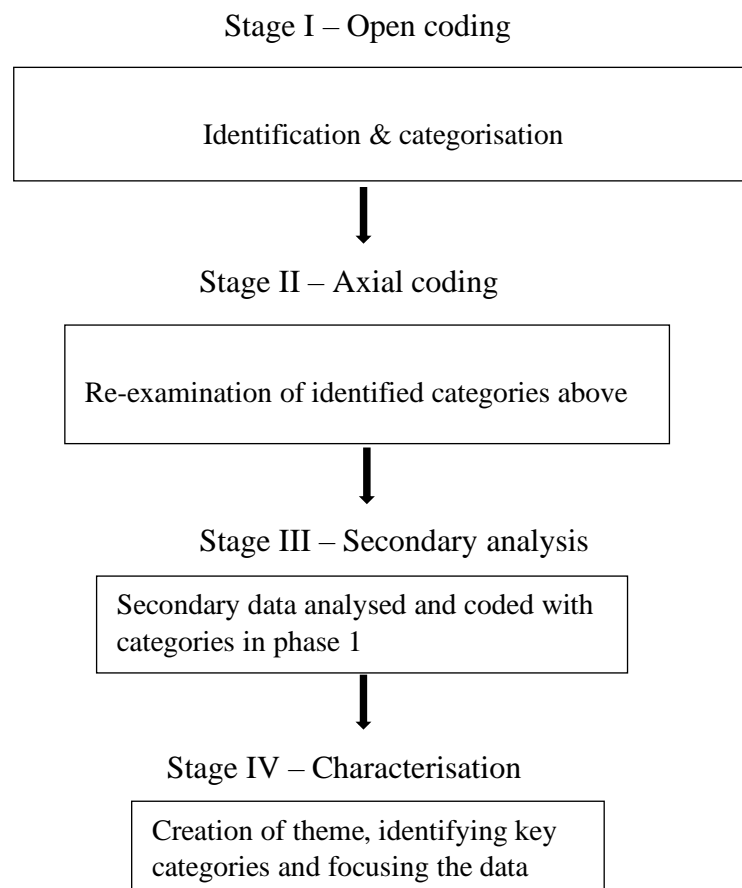 Stage I – Open coding
Identification & categorisation
Stage II – Axial coding
Re-examination of identified categories above
Stage III – Secondary analysis
Secondary data analysed and coded with
categories in phase 1
Stage IV – Characterisation
Creation of theme, identifying key
categories and focusing the data